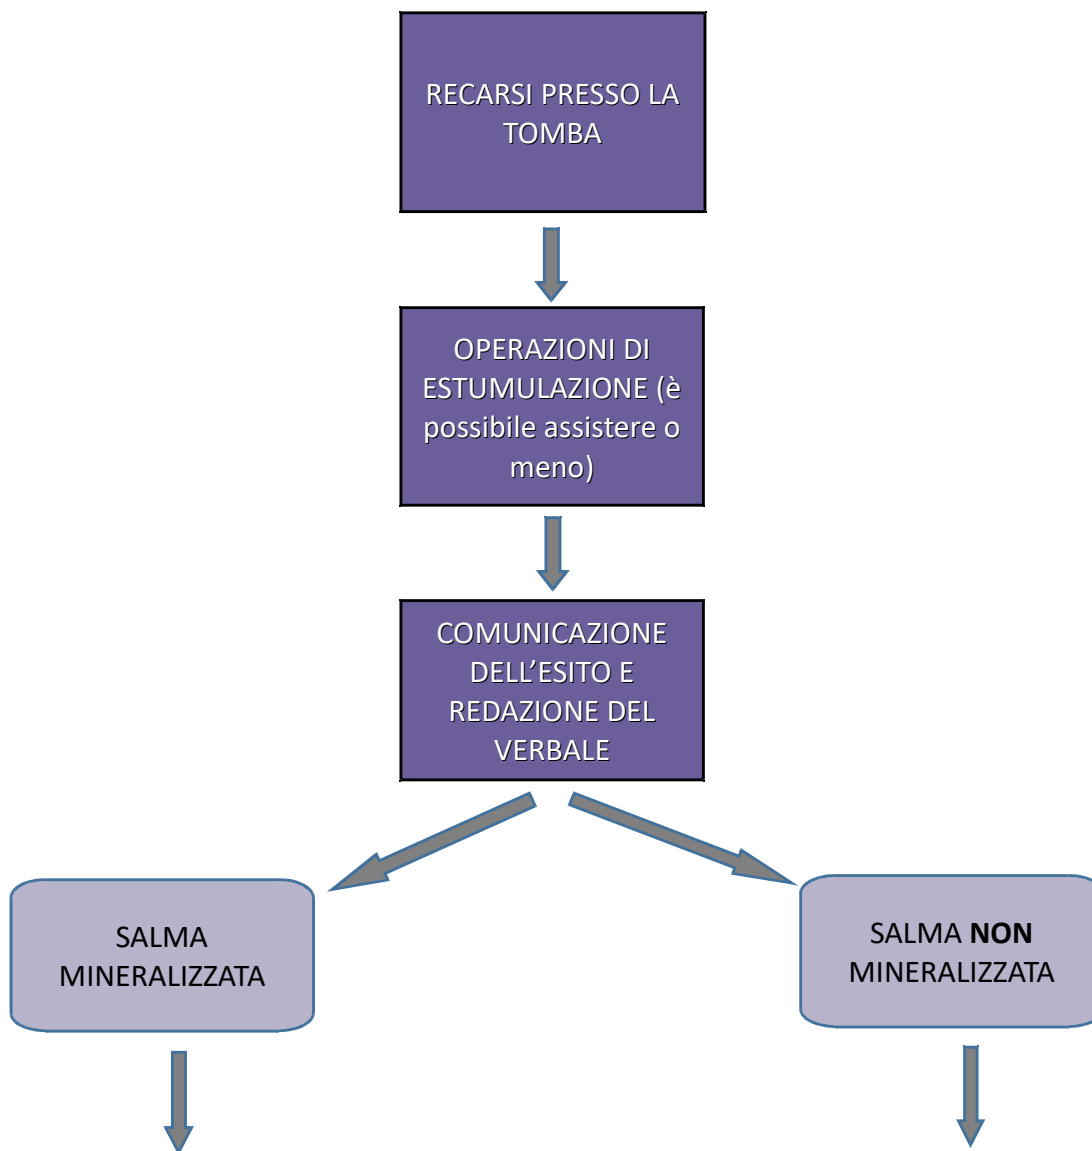 RECARSI PRESSO LA
TOMBA
OPERAZIONI DI
ESTUMULAZIONE (è
possibile assistere o
meno)
COMUNICAZIONE
DELL’ESITO E
REDAZIONE DEL
VERBALE
SALMA
MINERALIZZATA
SALMA NON
MINERALIZZATA